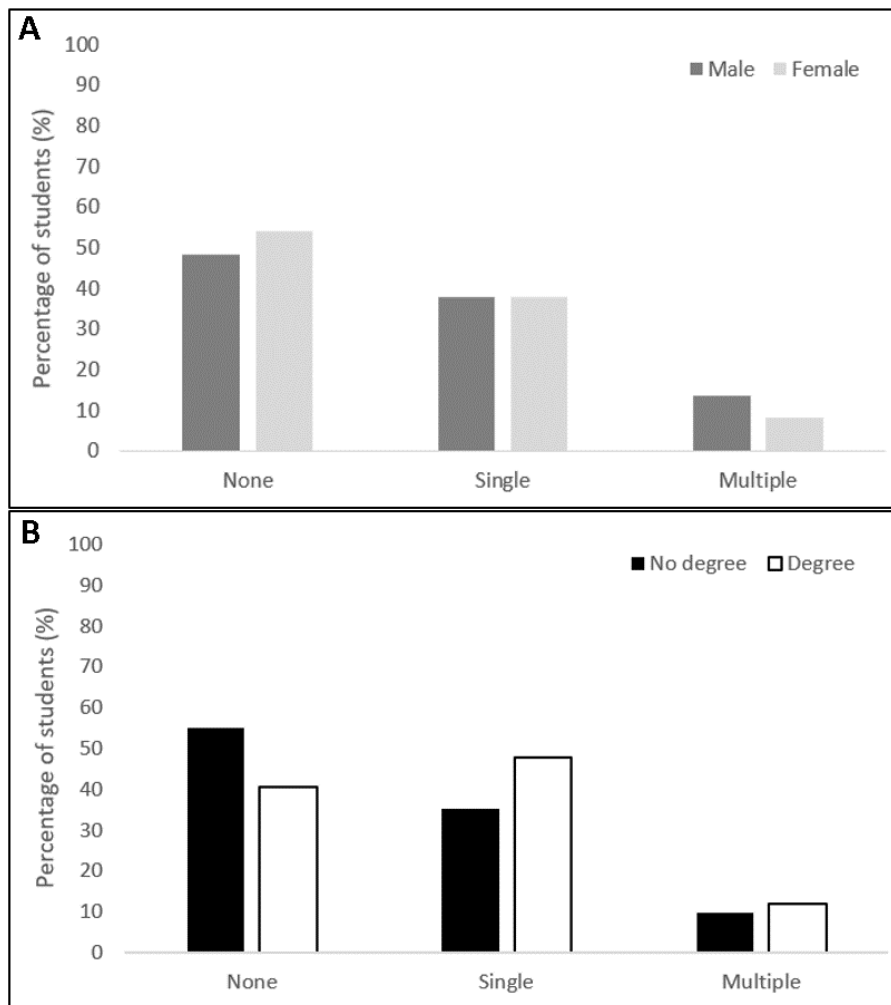 A
Percentage of students (%)
100
90
80
70
60
50
40
30
20
10
0
Male Female
None Single Multiple
B
Percentage of students (%)
100
90
80
70
60
50
40
30
20
10
0
No degree Degree
None Single Multiple